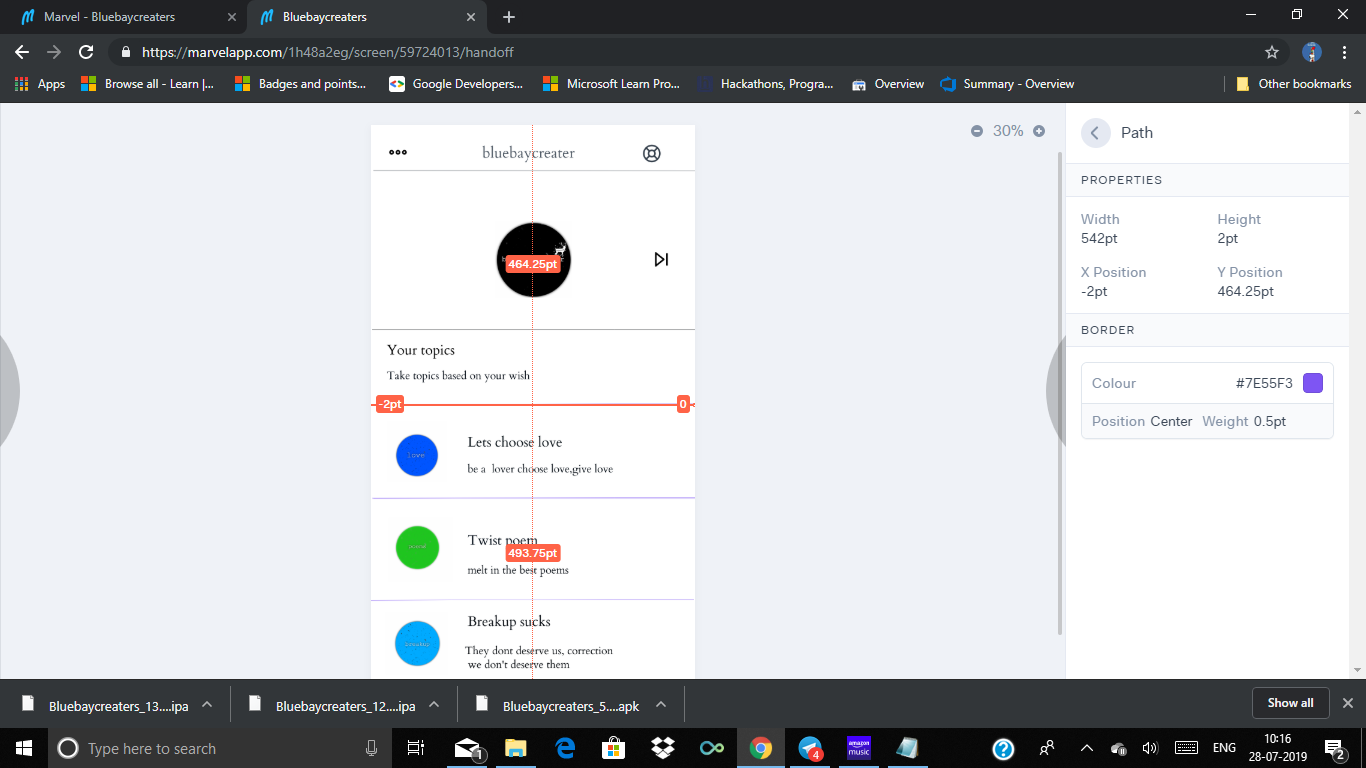 Marvel - Bluebaycreaters
Bluebaycreaters
https://marvelapp.com/1h48a2eg/screen/59724013/handoff
Apps
Browse all - Learn |...
Badges and points...
Google Developers...
Microsoft Learn Pro...
Hackathons, Progra...
Overview
Summary - Overview
Other bookmarks
30%
Path
bluebaycreater
PROPERTIES
Width
Height
542pt
2pt
X Position
Y Position
-2pt
464.25pt
BORDER
Colour
#7E55F3
Position Center Weight 0.5pt
464.25pt
Your topics
Take topics based on your wish
-2pt
0
Lets choose love
love
be a lover choose love,give love
Twist poem
493.75pt
melt in the best poems
Breakup sucks
They dont deserve us, correction
we don't deserve them
Bluebaycreaters_13....ipa
Bluebaycreaters_12....ipa
Bluebaycreaters_5....apk
Show all
Type here to search
1
4
amazon
music
ENG
10:16
28-07-2019
2